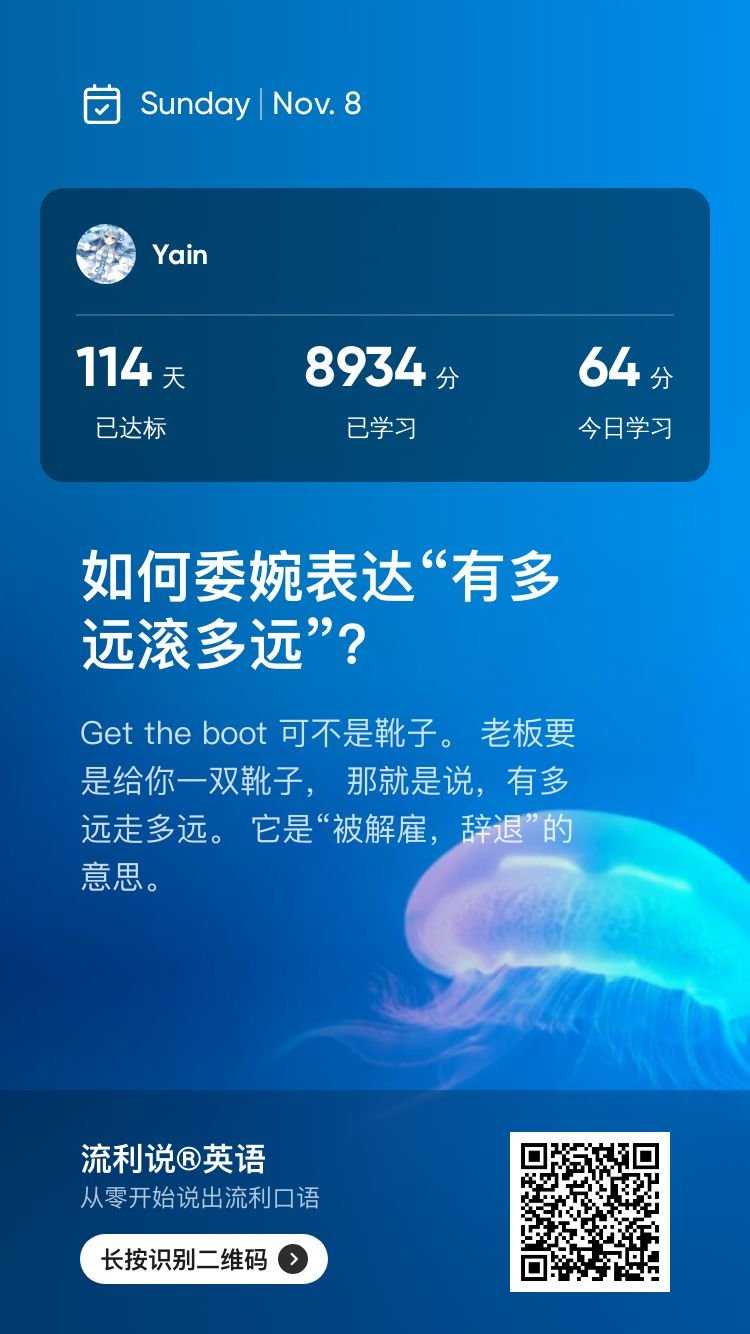 Sunday | Nov. 8
Yain
114 天 8934 分 64 分
已达标 已学习 今日学习
如何委婉表达“有多
远滚多远”?
Get the boot 可不是靴子。 老板要
是给你一双靴子， 那就是说，有多
远走多远。 它是“被解雇，辞退”的
意思。
流利说®英语
从零开始说出流利口语
长按识别二维码